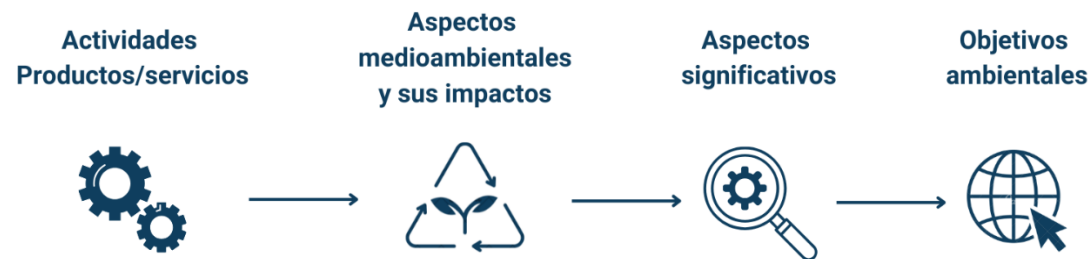 Actividades
Productos/servicios
Aspectos
medioambientales
y sus impactos
Aspectos
significativos
Objetivos
ambientales